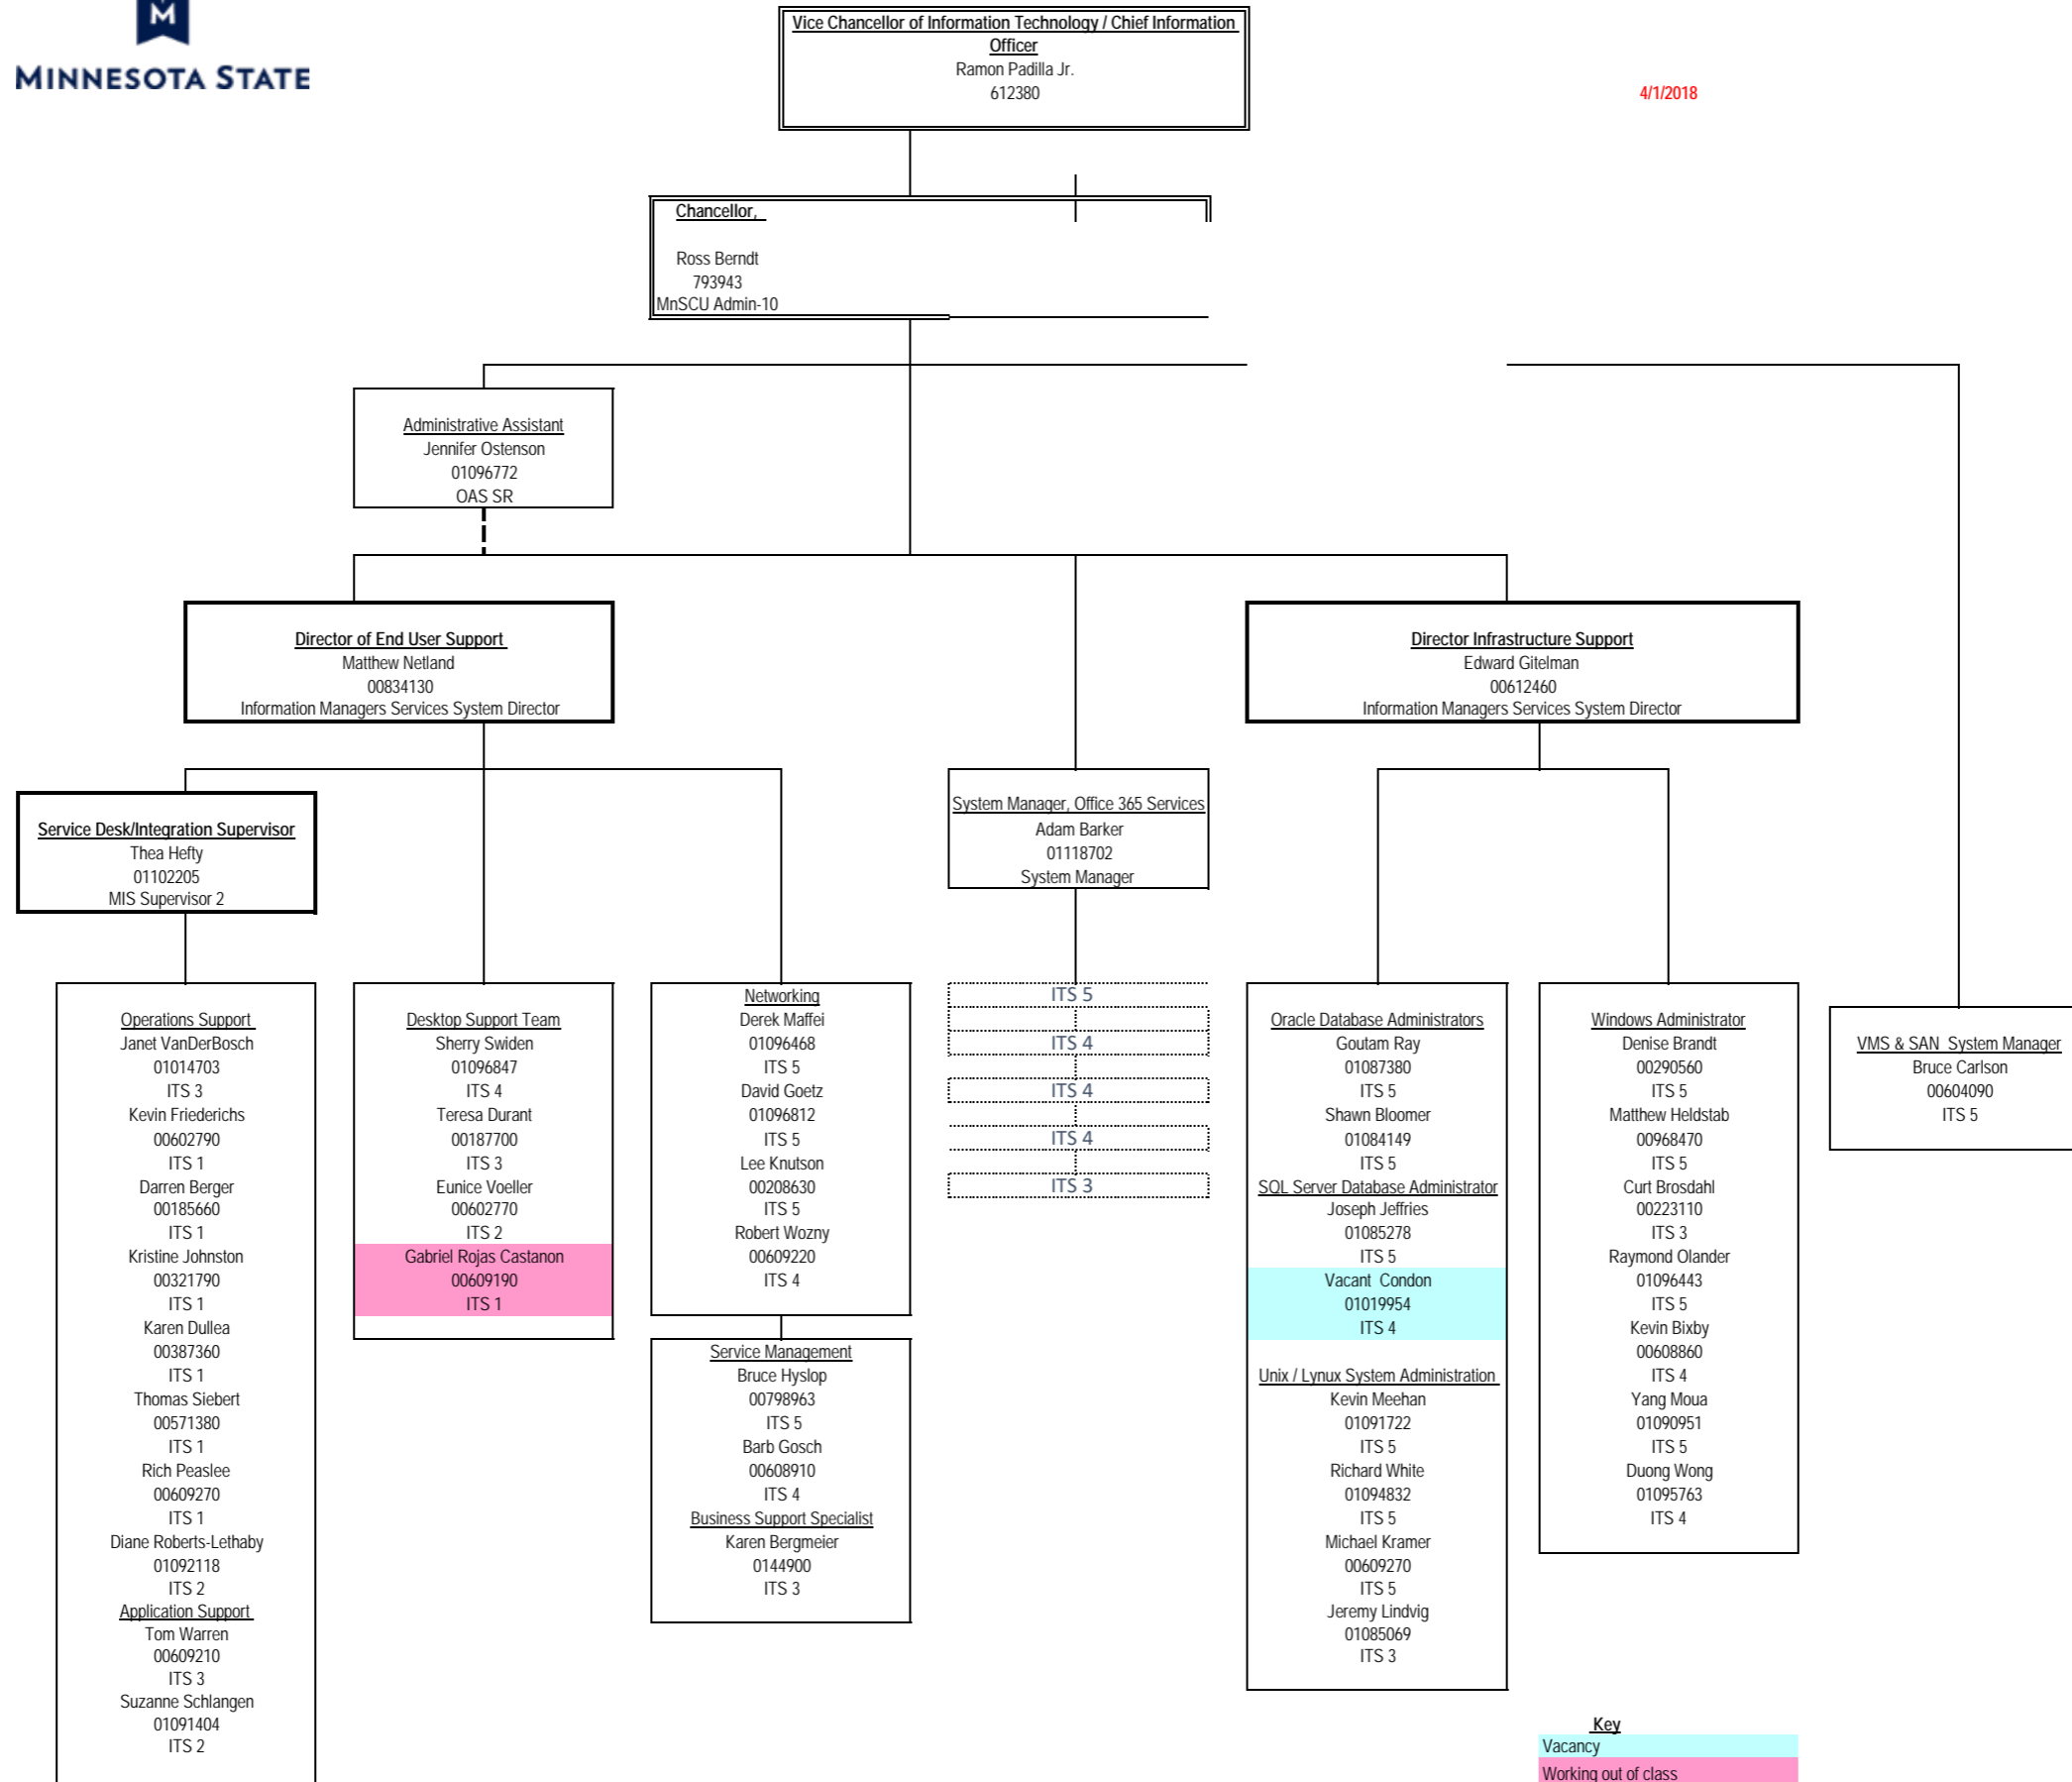 M
MINNESOTA STATE
Vice Chancellor of Information Technology / Chief Information
Officer
Ramon Padilla Jr.
612380
4/1/2018
Chancellor,
Ross Berndt
793943
MnSCU Admin-10
Administrative Assistant
Jennifer Ostenson
01096772
OAS SR
Director of End User Support
Matthew Netland
00834130
Information Managers Services System Director
Director Infrastructure Support
Edward Gitelman
00612460
Information Managers Services System Director
Service Desk/Integration Supervisor
Thea Hefty
01102205
MIS Supervisor 2
System Manager, Office 365 Services
Adam Barker
01118702
System Manager
Operations Support
Janet VanDerBosch
01014703
ITS 3
Kevin Friederichs
00602790
ITS 1
Darren Berger
00185660
ITS 1
Kristine Johnston
00321790
ITS 1
Karen Dullea
00387360
ITS 1
Thomas Siebert
00571380
ITS 1
Rich Peaslee
00609270
ITS 1
Diane Roberts-Lethaby
01092118
ITS 2
Application Support
Tom Warren
00609210
ITS 3
Suzanne Schlangen
01091404
ITS 2
Desktop Support Team
Sherry Swiden
01096847
ITS 4
Teresa Durant
00187700
ITS 3
Eunice Voeller
00602770
ITS 2
Gabriel Rojas Castanon
00609190
ITS 1
Networking
Derek Maffei
01096468
ITS 5
David Goetz
01096812
ITS 5
Lee Knutson
00208630
ITS 5
Robert Wozny
00609220
ITS 4
Service Management
Bruce Hyslop
00798963
ITS 5
Barb Gosch
00608910
ITS 4
Business Support Specialist
Karen Bergmeier
0144900
ITS 3
ITS 5
ITS 4
ITS 4
ITS 4
ITS 3
Oracle Database Administrators
Goutam Ray
01087380
ITS 5
Shawn Bloomer
01084149
ITS 5
SQL Server Database Administrator
Joseph Jeffries
01085278
ITS 5
Vacant Condon
01019954
ITS 4
Unix / Lynux System Administration
Kevin Meehan
01091722
ITS 5
Richard White
01094832
ITS 5
Michael Kramer
00609270
ITS 5
Jeremy Lindvig
01085069
ITS 3
Windows Administrator
Denise Brandt
00290560
ITS 5
Matthew Heldstab
00968470
ITS 5
Curt Brosdahl
00223110
ITS 3
Raymond Olander
01096443
ITS 5
Kevin Bixby
00608860
ITS 4
Yang Moua
01090951
ITS 5
Duong Wong
01095763
ITS 4
VMS & SAN System Manager
Bruce Carlson
00604090
ITS 5
Key
Vacancy
Working out of class